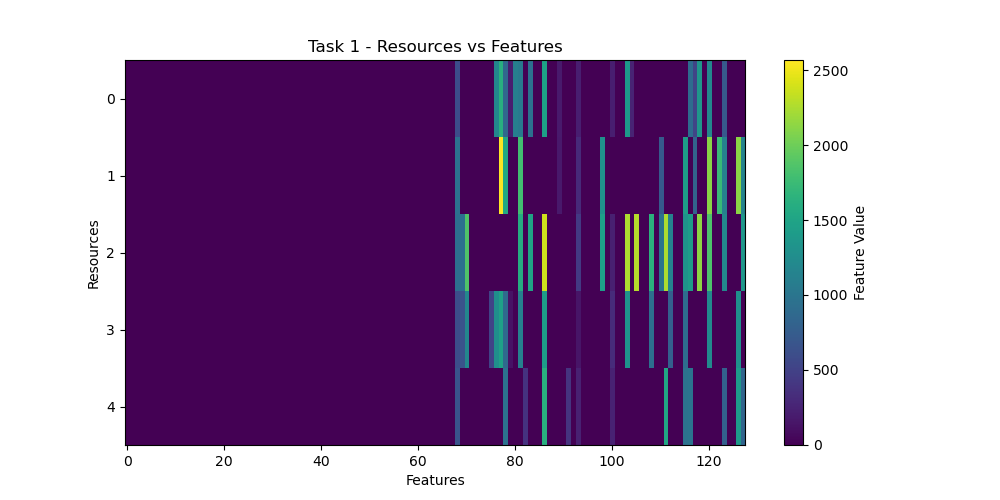 Task 1 - Resources vs Features
Resources
0
1
2
3
4
0 20 40 60 80 100 120
Features
2500
2000
1500
1000
500
0
Feature Value